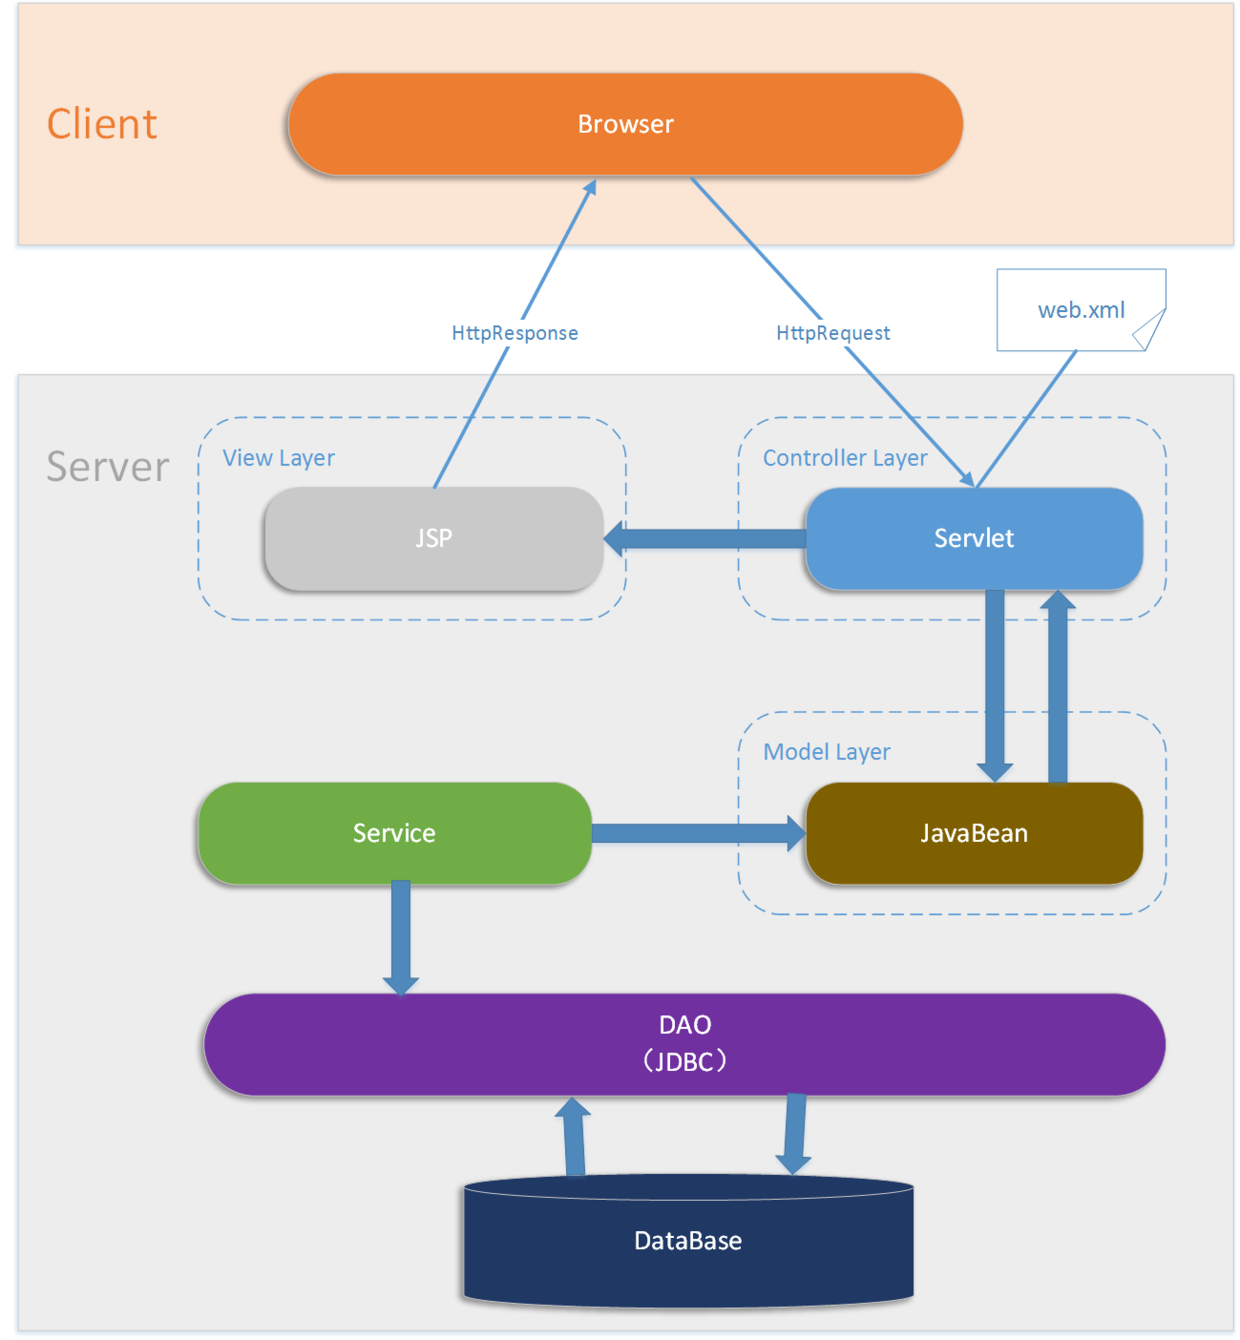 Client
Browser
HttpResponse
HttpRequest
web.xml
Server
View Layer
Controller Layer
JSP
Servlet
Model Layer
Service
JavaBean
DAO
（JDBC）
DataBase